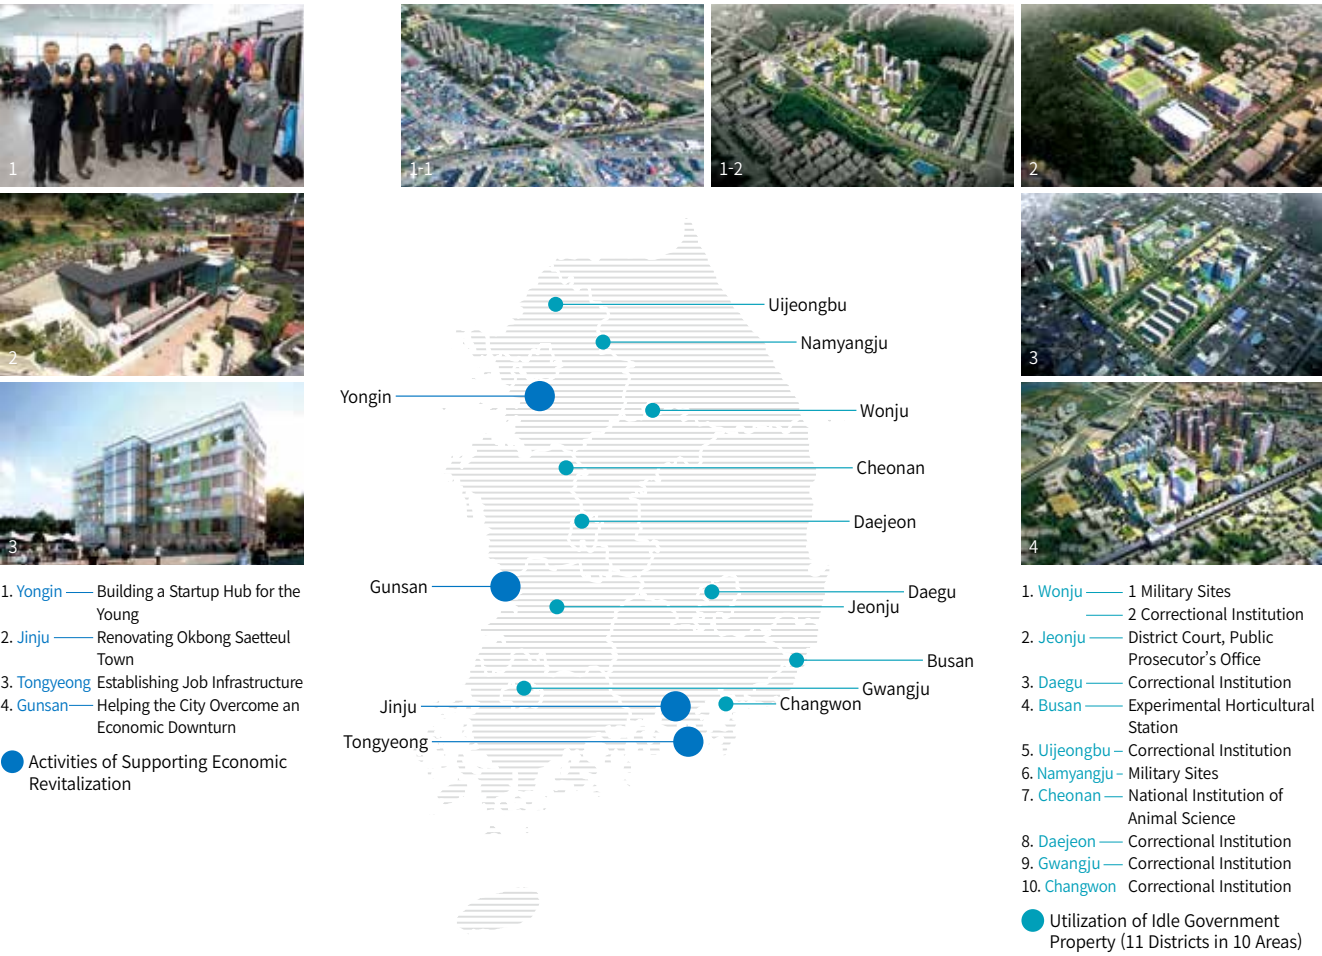 1
1-1
1-2
2
2
3
3
4
Uijeongbu
Namyangju
Yongin
Wonju
Cheonan
Daejeon
Gunsan
Daegu
Jeonju
Busan
Gwangju
Jinju
Changwon
Tongyeong
1. Yongin Building a Startup Hub for the
Young
2. Jinju Renovating Okbong Saetteul
Town
3. Tongyeong Establishing Job Infrastructure
4. Gunsan Helping the City Overcome an
Economic Downturn
Activities of Supporting Economic
Revitalization
1. Wonju 1 Military Sites
2 Correctional Institution
2. Jeonju District Court, Public
Prosecutor’s Office
3. Daegu Correctional Institution
4. Busan Experimental Horticultural
Station
5. Uijeongbu Correctional Institution
6. Namyangju Military Sites
7. Cheonan National Institution of
Animal Science
8. Daejeon Correctional Institution
9. Gwangju Correctional Institution
10. Changwon Correctional Institution
Utilization of Idle Government
Property (11 Districts in 10 Areas)